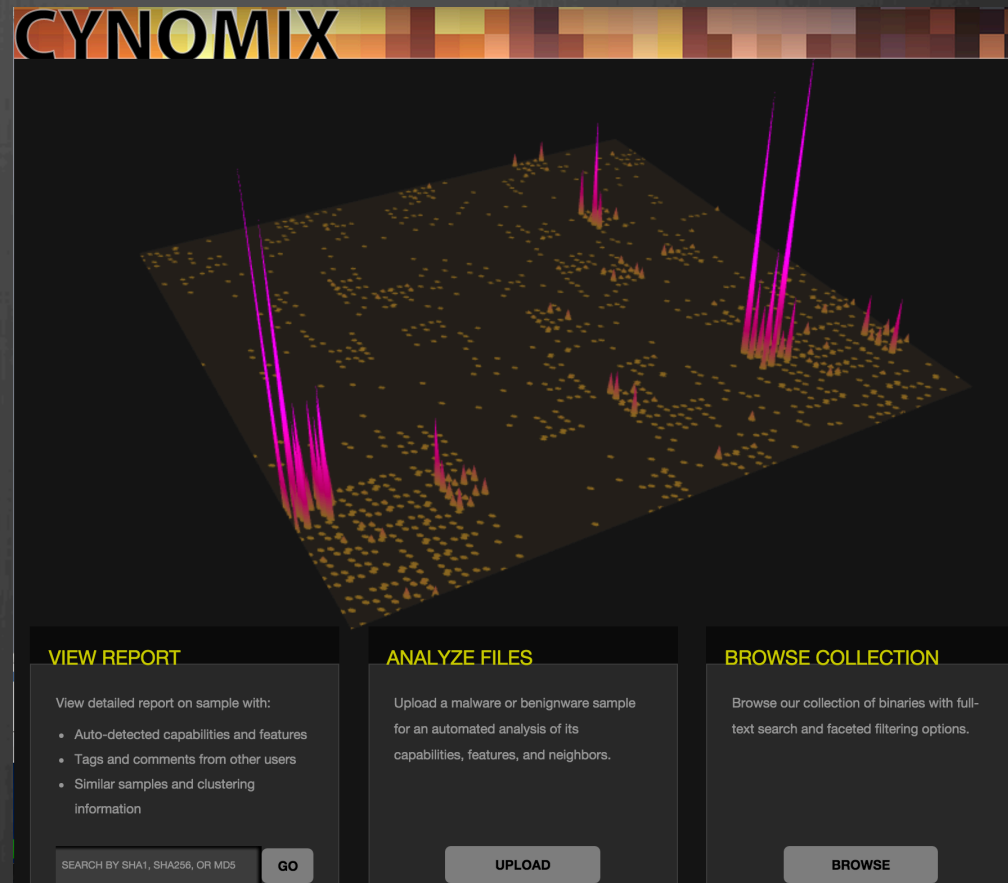 CYNOMIX
VIEW REPORT
View detailed report on sample with:
• Auto-detected capabilities and features
• Tags and comments from other users
• Similar samples and clustering
information
SEARCH BY SHA1, SHA256, OR MD5
GO
ANALYZE FILES
Upload a malware or benignware sample
for an automated analysis of its
capabilities, features, and neighbors.
UPLOAD
BROWSE COLLECTION
Browse our collection of binaries with full-
text search and faceted filtering options.
BROWSE